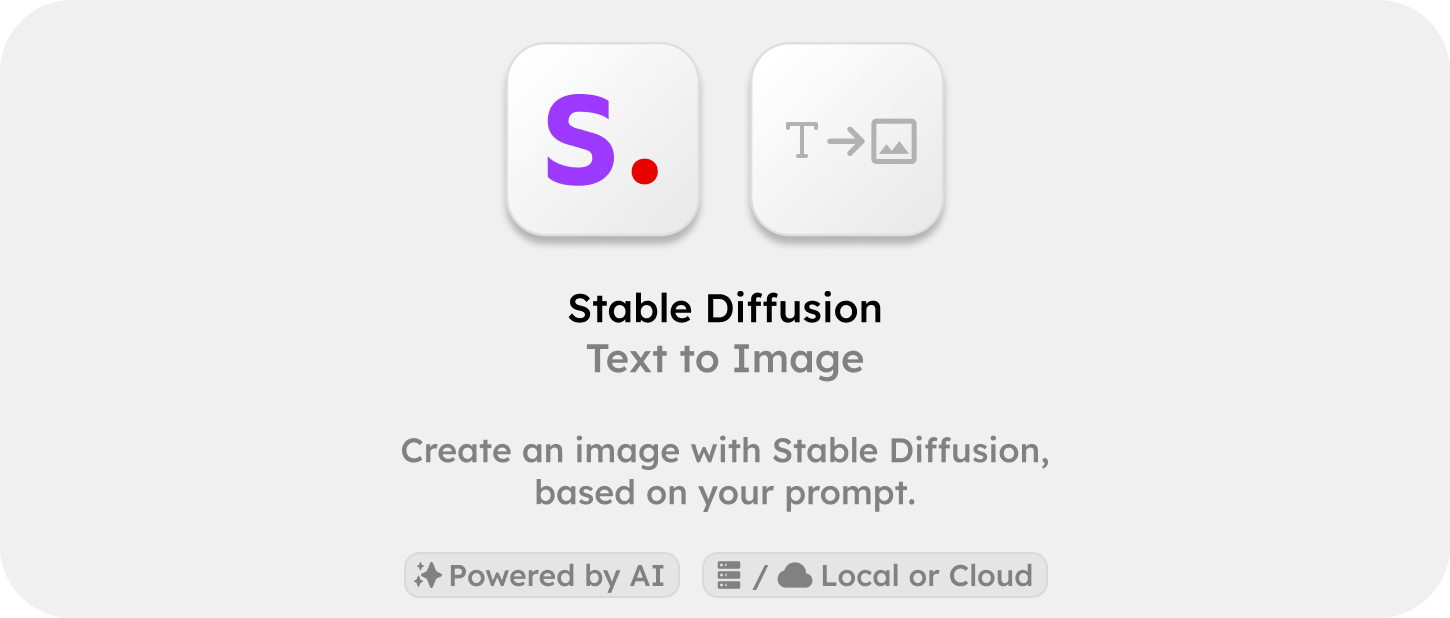 S.
T
Stable Diffusion
Text to Image
Create an image with Stable Diffusion,
based on your prompt.
Powered by AI
/ Local or Cloud